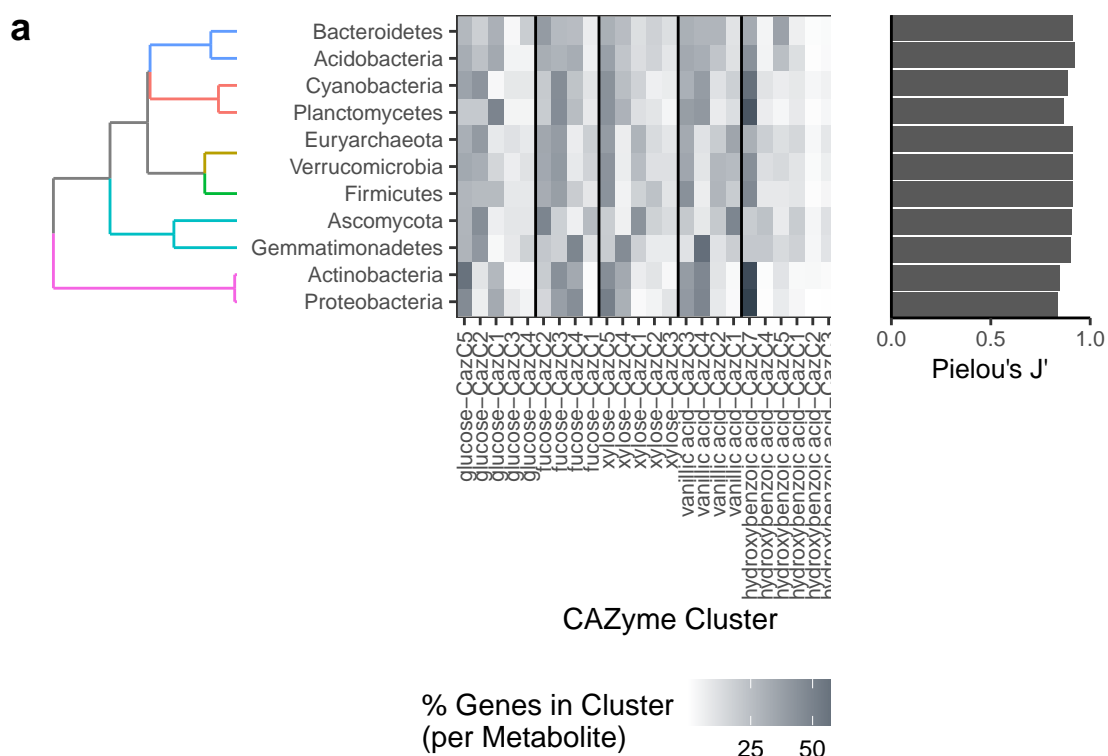 a
Bacteroidetes
Acidobacteria
Cyanobacteria
Planctomycetes
Euryarchaeota
Verrucomicrobia
Firmicutes
Ascomycota
Gemmatimonadetes
Actinobacteria
Proteobacteria
glucose−CazC5
glucose−CazC2
glucose−CazC1
glucose−CazC3
glucose−CazC4
fucose−CazC2
fucose−CazC3
fucose−CazC4
fucose−CazC1
xylose−CazC5
xylose−CazC4
xylose−CazC1
xylose−CazC2
xylose−CazC3
vanillic acid−CazC3
vanillic acid−CazC4
vanillic acid−CazC2
vanillic acid−CazC1
hydroxybenzoic acid−CazC7
hydroxybenzoic acid−CazC4
hydroxybenzoic acid−CazC5
hydroxybenzoic acid−CazC1
hydroxybenzoic acid−CazC2
hydroxybenzoic acid−CazC3
CAZyme Cluster
0.0 0.5 1.0
Pielou's J'
% Genes in Cluster
(per Metabolite)
25 50